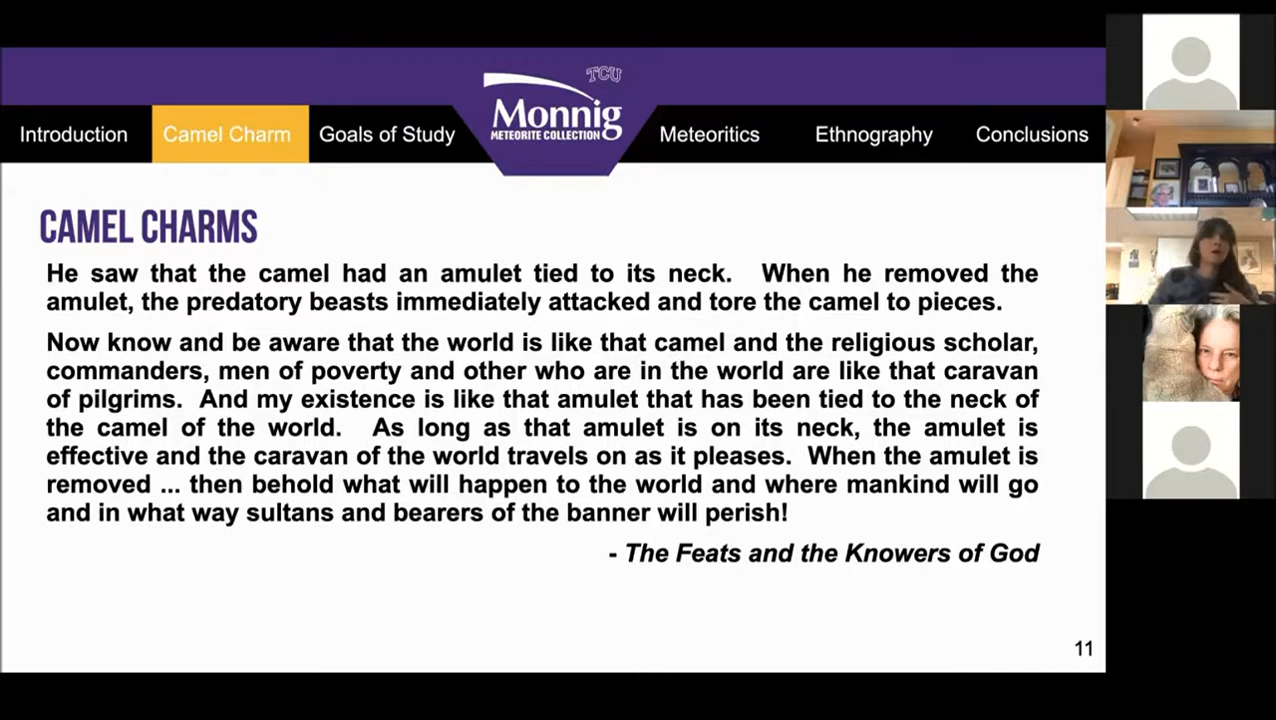 TCU
Monnig
METEORITE COLLECTION
Introduction
Camel Charm
Goals of Study
Meteoritics
Ethnography
Conclusions
CAMEL CHARMS
He saw that the camel had an amulet tied to its neck. When he removed the
amulet, the predatory beasts immediately attacked and tore the camel to pieces.
Now know and be aware that the world is like that camel and the religious scholar,
commanders, men of poverty and other who are in the world are like that caravan
of pilgrims. And my existence is like that amulet that has been tied to the neck of
the camel of the world. As long as that amulet is on its neck, the amulet is
effective and the caravan of the world travels on as it pleases. When the amulet is
removed ... then behold what will happen to the world and where mankind will go
and in what way sultans and bearers of the banner will perish!
- The Feats and the Knowers of God
11